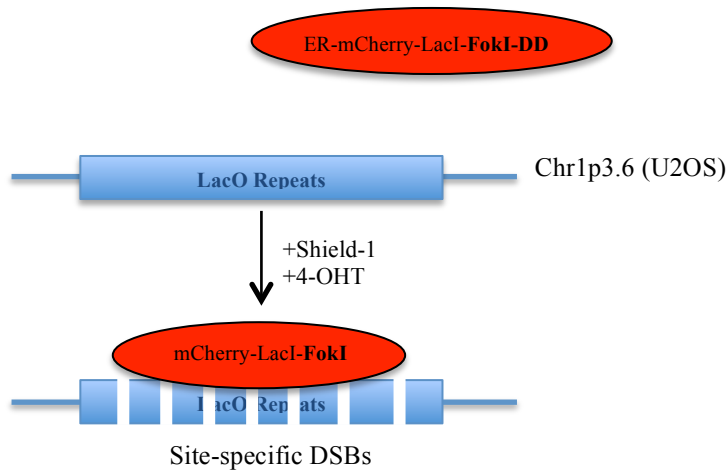 ER-mCherry-LacI-FokI-DD
LacO Repeats
Chr1p3.6 (U2OS)
+Shield-1
+4-OHT
mCherry-LacI-FokI
LacO Repeats
Site-specific DSBs